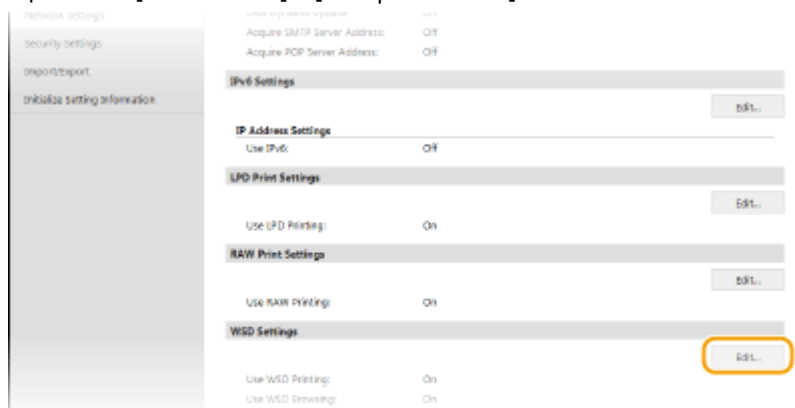 Network Settings
Security Settings
Import/Export
Initialize Setting Information
Off
Acquire SMTP Server Address: Off
Acquire POP Server Address: Off
IPv6 Settings
Edit...
IP Address Settings
Use IPv6: Off
LPD Print Settings
Edit...
Use LPD Printing: On
RAW Print Settings
Edit...
Use RAW Printing: On
WSD Settings
Edit...
Use WSD Printing: On
Use WSD Browsing: On